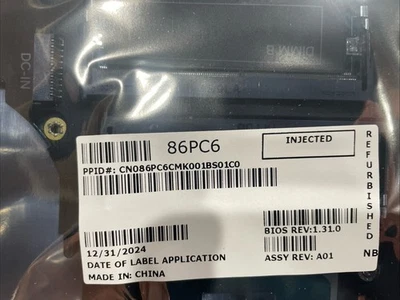 DC-IN
DIMM B
86PC6
INJECTED
PPID#: CN086PC6CMK001BS01C0
REFURBISHED
BIOS REV:1.31.0
12/31/2024
DATE OF LABEL APPLICATION
ASSY REV: A01
NB
MADE IN: CHINA